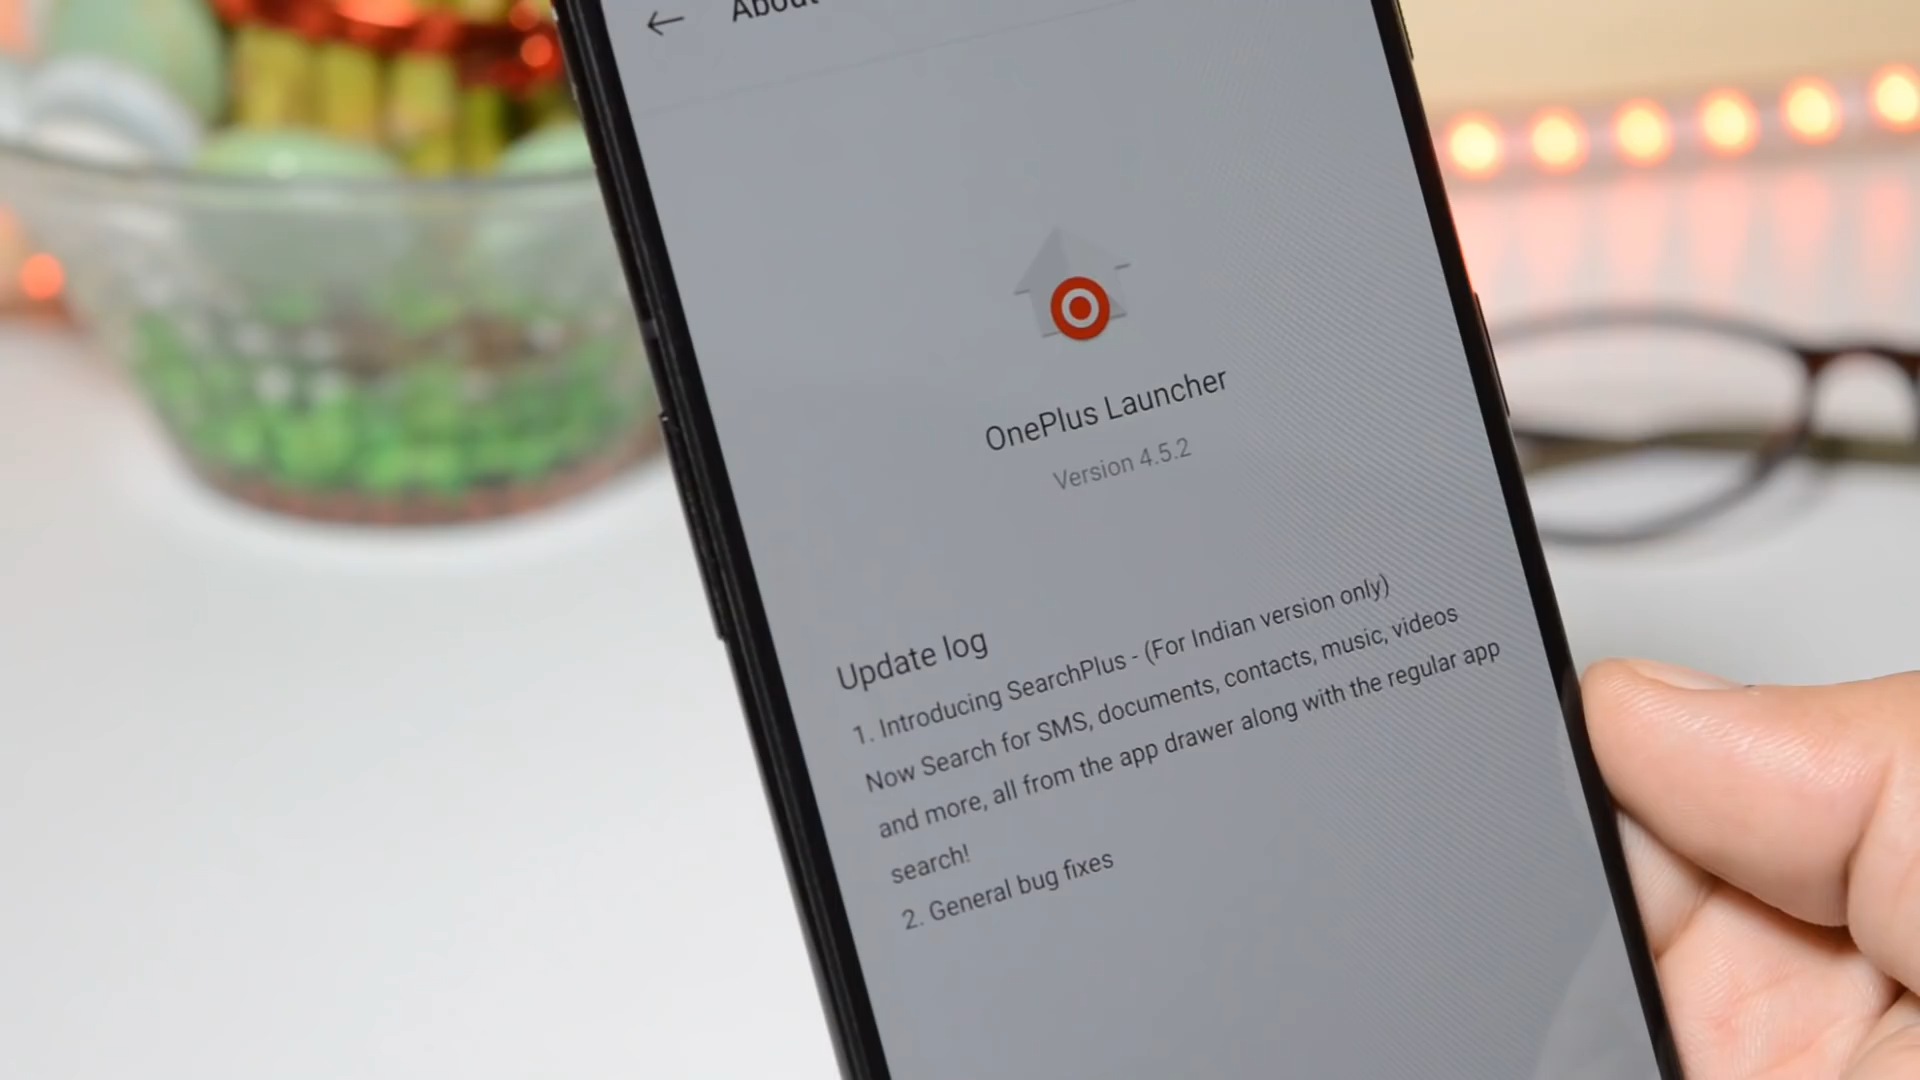 About
OnePlus Launcher
Version 4.5.2
Update log
1. Introducing SearchPlus - (For Indian version only)
Now Search for SMS, documents, contacts, music, videos
and more, all from the app drawer along with the regular app
search!
2. General bug fixes